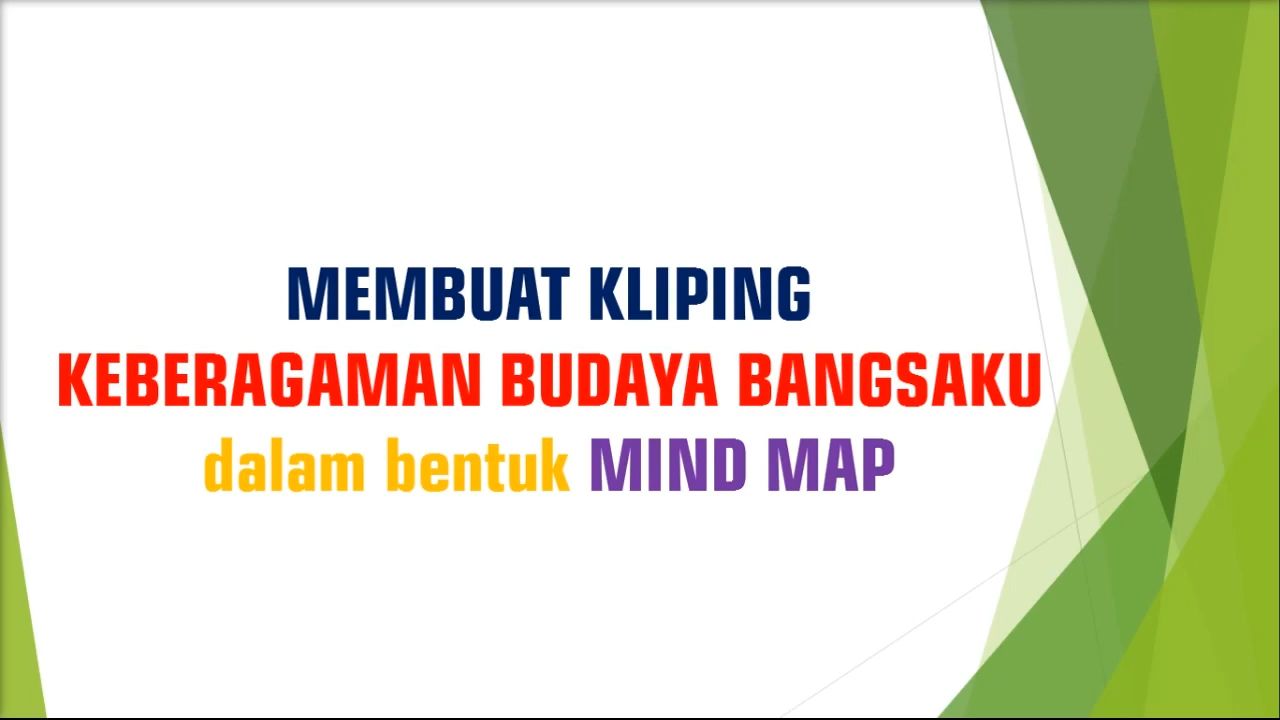 MEMBUAT KLIPING
KEBERAGAMAN BUDAYA BANGSAKU
dalam bentuk MIND MAP